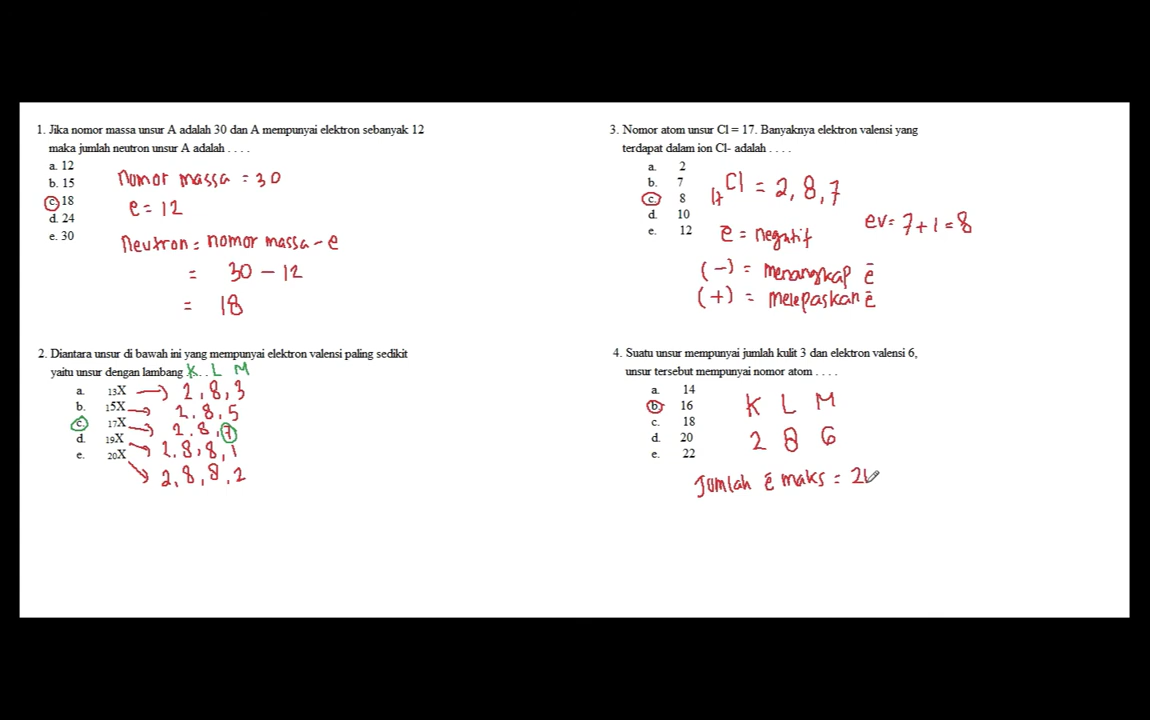 1. Jika nomor massa unsur A adalah 30 dan A mempunyai elektron sebanyak 12
maka jumlah neutron unsur A adalah . . . .
a. 12
b. 15
c. 18
d. 24
e. 30
Nomor massa = 30
e = 12
Neutron = nomor massa - e
= 30 - 12
= 18
2. Diantara unsur di bawah ini yang mempunyai elektron valensi paling sedikit
yaitu unsur dengan lambang . . . .
K L M
a. 13X → 2, 8, 3
b. 15X → 2, 8, 5
c. 17X → 2, 8, 7
d. 19X → 2, 8, 8, 1
e. 20X → 2, 8, 8, 2
3. Nomor atom unsur Cl = 17. Banyaknya elektron valensi yang
terdapat dalam ion Cl- adalah . . . .
a. 2
b. 7
c. 8
d. 10
e. 12
17 Cl = 2, 8, 7
ev = 7 + 1 = 8
ē = negatif
(-) = menangkap ē
(+) = melepaskan ē
4. Suatu unsur mempunyai jumlah kulit 3 dan elektron valensi 6,
unsur tersebut mempunyai nomor atom . . . .
a. 14
b. 16
c. 18
d. 20
e. 22
K L M
2 8 6
Jumlah ē maks = 2